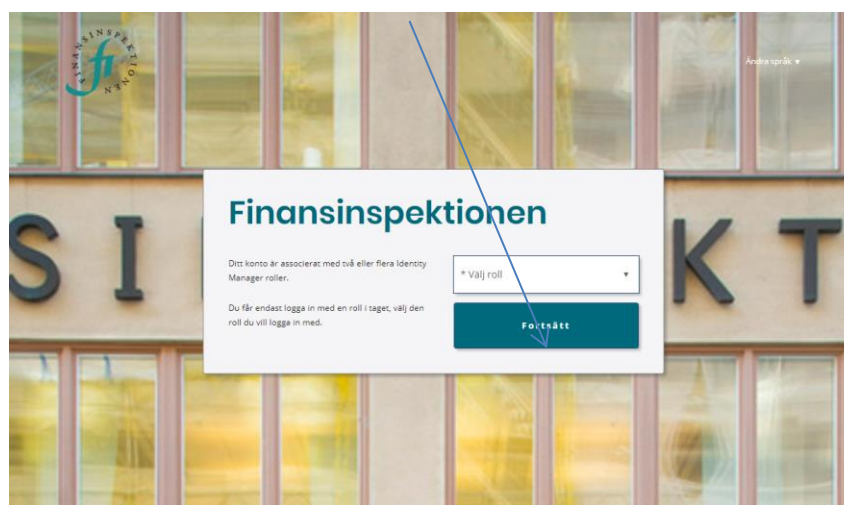 FINANSINSPEKTIONEN
fi
Ändra språk ▼
S I K T
Finansinspektionen
Ditt konto är associerat med två eller flera Identity
Manager roller.
* Välj roll ▼
Du får endast logga in med en roll i taget, välj den
roll du vill logga in med.
Fortsätt